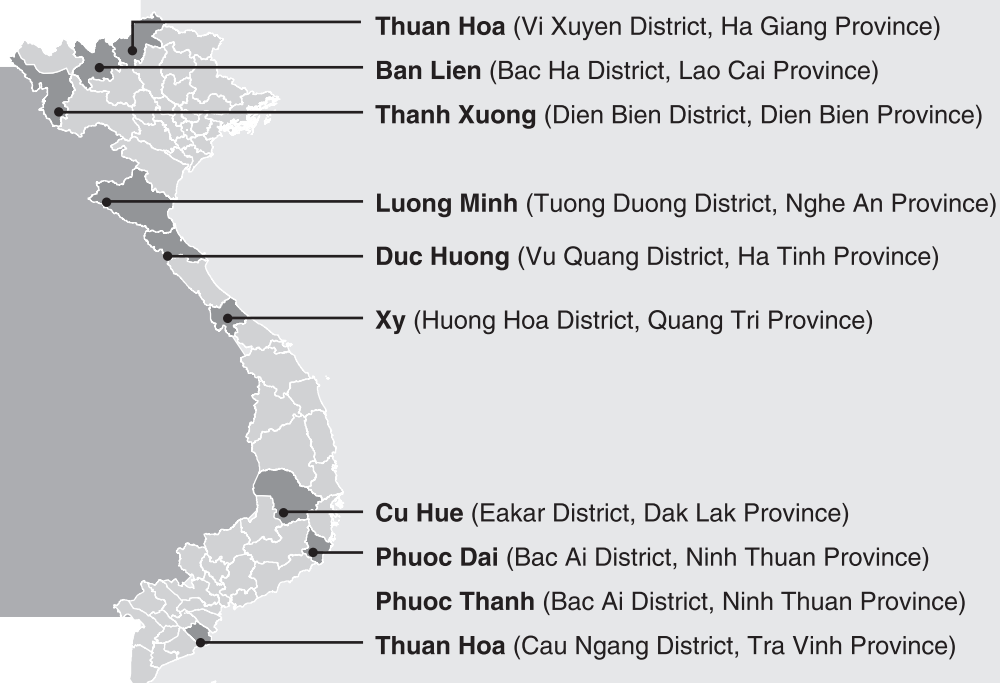 Thuan Hoa (Vi Xuyen District, Ha Giang Province)
Ban Lien (Bac Ha District, Lao Cai Province)
Thanh Xuong (Dien Bien District, Dien Bien Province)
Luong Minh (Tuong Duong District, Nghe An Province)
Duc Huong (Vu Quang District, Ha Tinh Province)
Xy (Huong Hoa District, Quang Tri Province)
Cu Hue (Eakar District, Dak Lak Province)
Phuoc Dai (Bac Ai District, Ninh Thuan Province)
Phuoc Thanh (Bac Ai District, Ninh Thuan Province)
Thuan Hoa (Cau Ngang District, Tra Vinh Province)